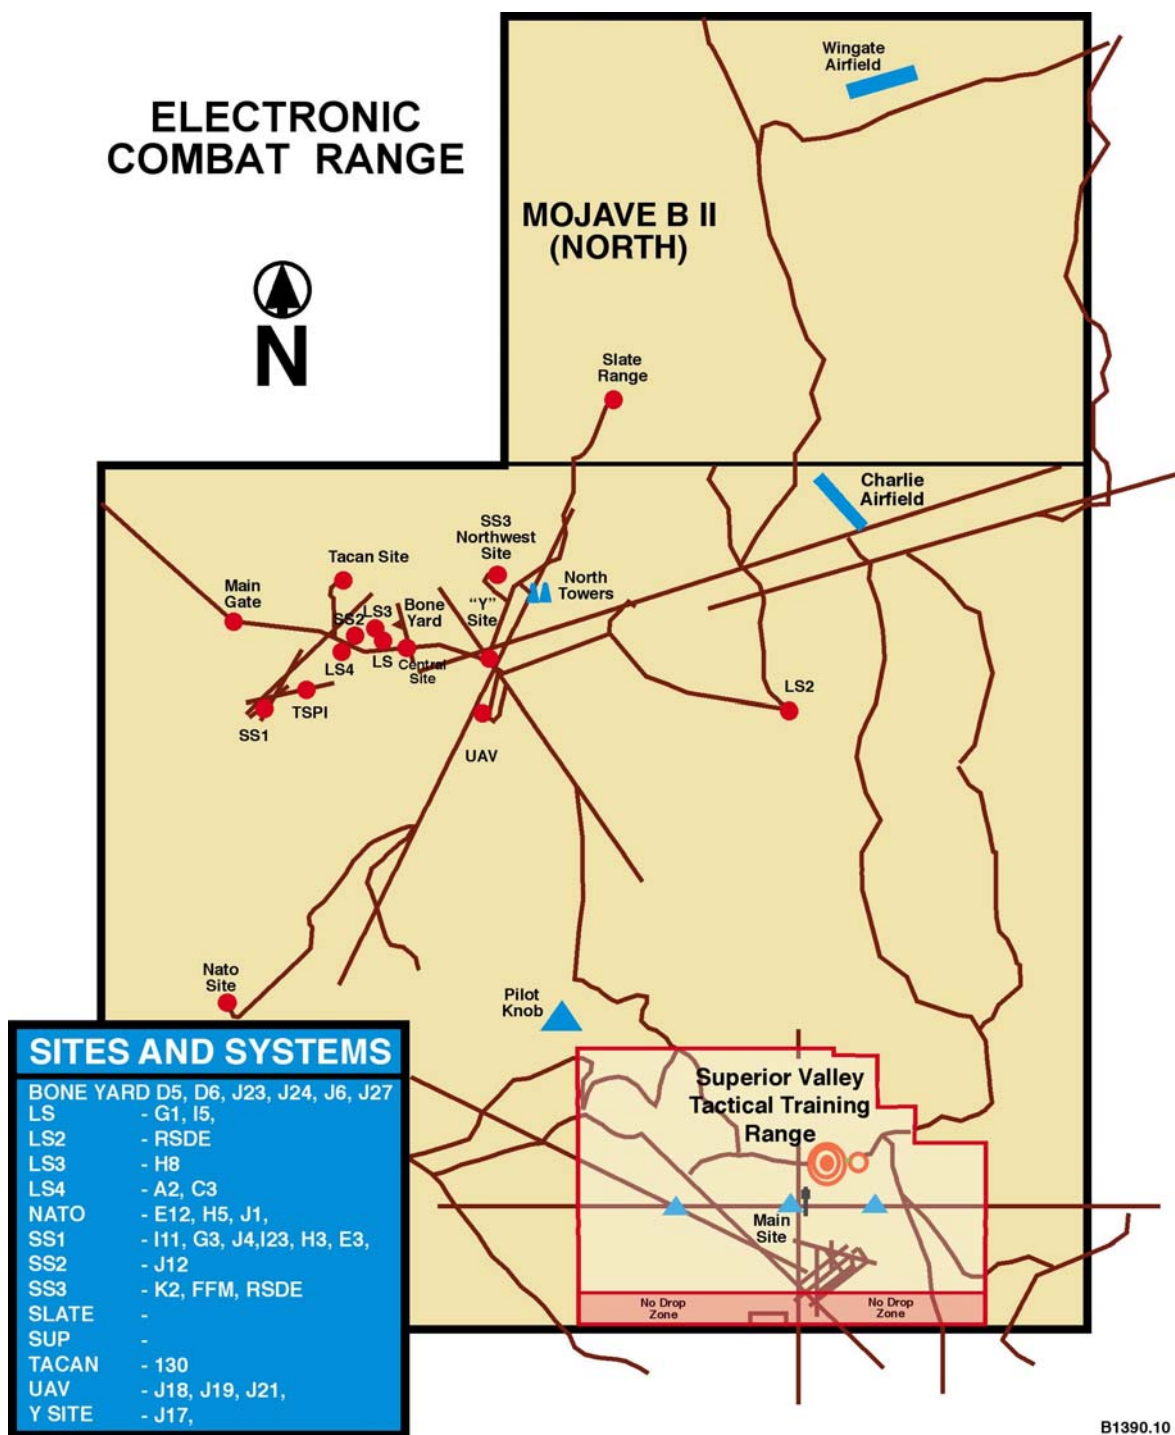 ELECTRONIC
COMBAT RANGE
N
Wingate
Airfield
MOJAVE B II
(NORTH)
Slate
Range
Charlie
Airfield
SS3
Northwest
Site
North
Towers
Tacan Site
Main
Gate
SS2
LS3
Bone
Yard
"Y"
Site
LS4
LS
Central
Site
TSPI
SS1
UAV
LS2
Nato
Site
Pilot
Knob
Superior Valley
Tactical Training
Range
Main
Site
No Drop
Zone
No Drop
Zone
SITES AND SYSTEMS
BONE YARD D5, D6, J23, J24, J6, J27
LS - G1, I5,
LS2 - RSDE
LS3 - H8
LS4 - A2, C3
NATO - E12, H5, J1,
SS1 - I11, G3, J4,I23, H3, E3,
SS2 - J12
SS3 - K2, FFM, RSDE
SLATE -
SUP -
TACAN - 130
UAV - J18, J19, J21,
Y SITE - J17,
B1390.10